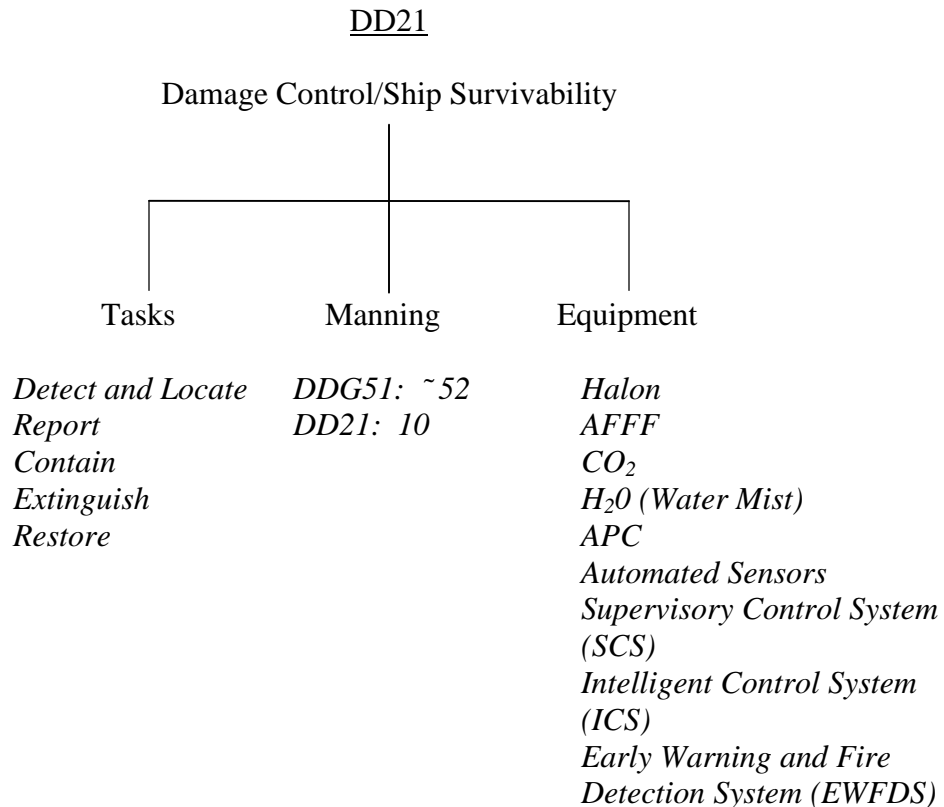 DD21
Damage Control/Ship Survivability
Tasks
Manning
Equipment
Detect and Locate
Report
Contain
Extinguish
Restore
DDG51: ~52
DD21: 10
Halon
AFFF
CO₂
H₂0 (Water Mist)
APC
Automated Sensors
Supervisory Control System
(SCS)
Intelligent Control System
(ICS)
Early Warning and Fire
Detection System (EWFDS)